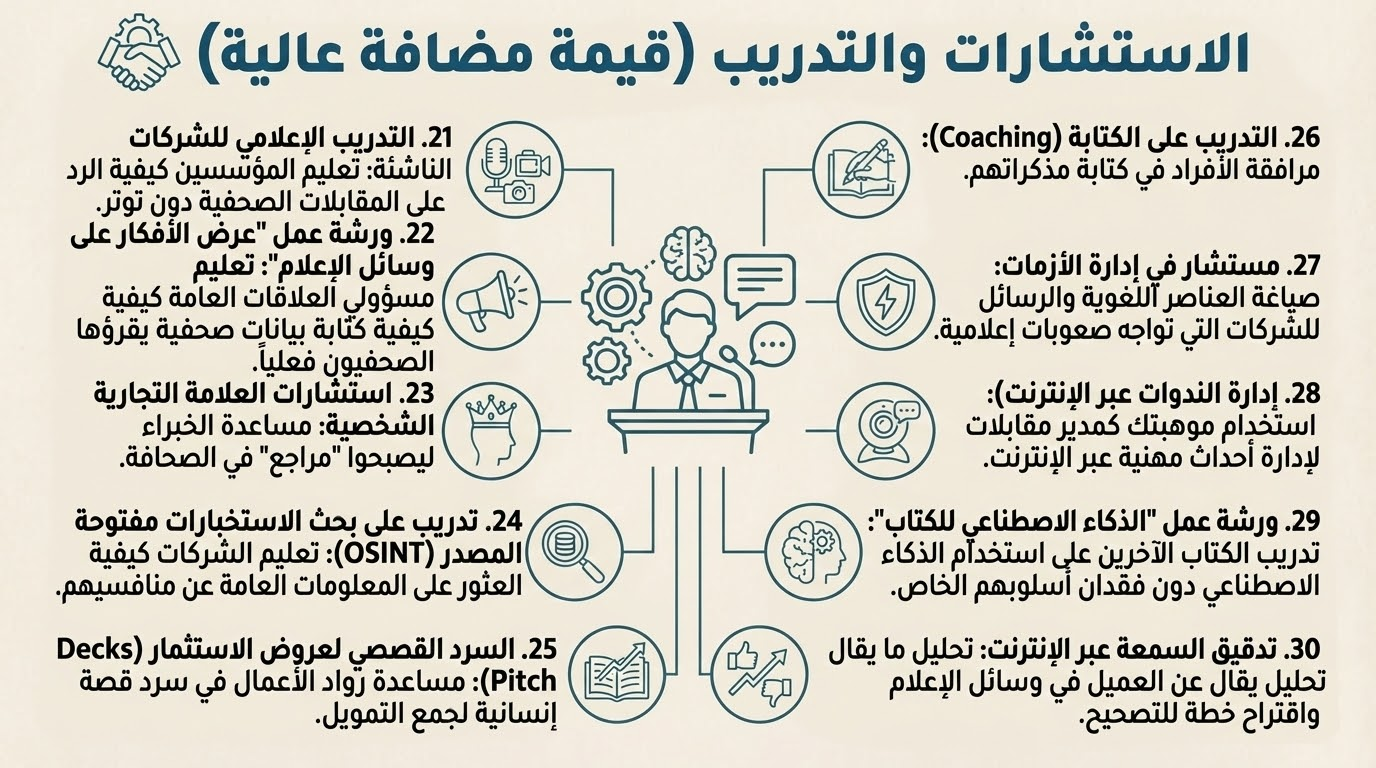 الاستشارات والتدريب (قيمة مضافة عالية)
21. التدريب الإعلامي للشركات
الناشئة: تعليم المؤسسين كيفية الرد
على المقابلات الصحفية دون توتر.
22. ورشة عمل "عرض الأفكار على
وسائل الإعلام": تعليم
مسؤولي العلاقات العامة كيفية
كيفية كتابة بيانات صحفية يقرؤها
الصحفيون فعلياً.
23. استشارات العلامة التجارية
الشخصية: مساعدة الخبراء
ليصبحوا "مراجع" في الصحافة.
24. تدريب على بحث الاستخبارات مفتوحة
المصدر (OSINT): تعليم الشركات كيفية
العثور على المعلومات العامة عن منافسيهم.
25. السرد القصصي لعروض الاستثمار (Decks
Pitch): مساعدة رواد الأعمال في سرد قصة
إنسانية لجمع التمويل.
26. التدريب على الكتابة (Coaching):
مرافقة الأفراد في كتابة مذكراتهم.
27. مستشار في إدارة الأزمات:
صياغة العناصر اللغوية والرسائل
للشركات التي تواجه صعوبات إعلامية.
28. إدارة الندوات عبر الإنترنت):
استخدام موهبتك كمدير مقابلات
لإدارة أحداث مهنية عبر الإنترنت.
29. ورشة عمل "الذكاء الاصطناعي للكتاب":
تدريب الكتاب الآخرين على استخدام الذكاء
الاصطناعي دون فقدان أسلوبهم الخاص.
30. تدقيق السمعة عبر الإنترنت: تحليل ما يقال
تحليل يقال عن العميل في وسائل الإعلام
واقتراح خطة للتصحيح.